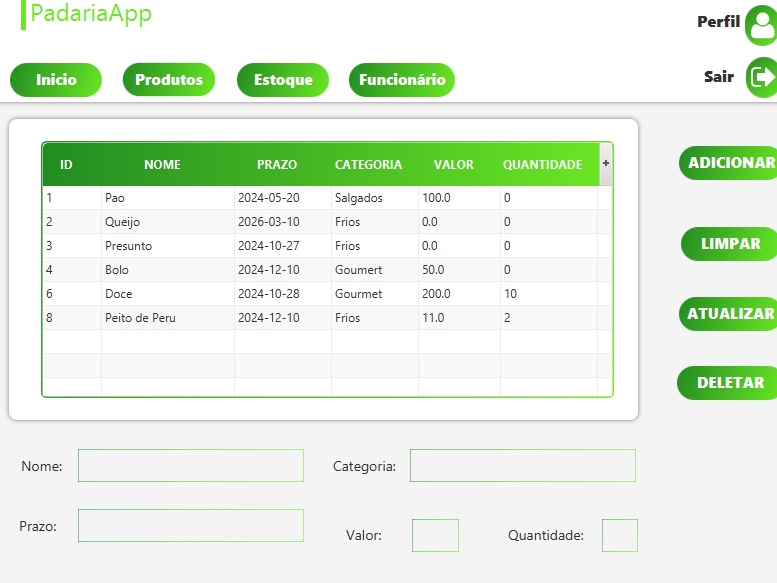 PadariaApp
Perfil
Inicio Produtos Estoque Funcionário Sair
ID NOME PRAZO CATEGORIA VALOR QUANTIDADE +
1 Pao 2024-05-20 Salgados 100.0 0
2 Queijo 2026-03-10 Frios 0.0 0
3 Presunto 2024-10-27 Frios 0.0 0
4 Bolo 2024-12-10 Goumert 50.0 0
6 Doce 2024-10-28 Gourmet 200.0 10
8 Peito de Peru 2024-12-10 Frios 11.0 2
ADICIONAR
LIMPAR
ATUALIZAR
DELETAR
Nome: Categoria:
Prazo: Valor: Quantidade: